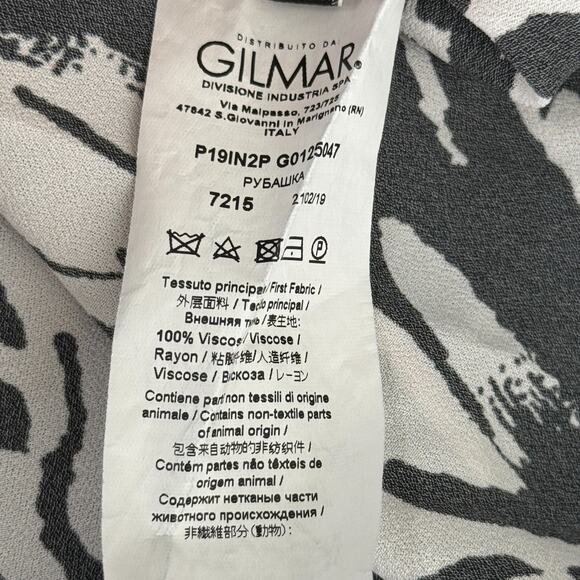 DISTRIBUITO DA:
GILMAR®
DIVISIONE INDUSTRIA SPA
Via Malpasso, 723/725
47842 S.Giovanni in Marignano (RN)
ITALY
P19IN2P G0125047
РУБАШКА
7215 2102/19
Tessuto principal/First Fabric /
外层面料 / Tecido principal /
Внешняя ткань / 表生地:
100% Viscos/ Viscose /
Rayon / 粘胶纤维/人造纤维/
Viscose / Вискоза / レーヨン
Contiene parti non tessili di origine
animale / Contains non-textile parts
of animal origin /
包含来自动物的非纺织件 /
Contém partes não têxteis de
origem animal /
Содержит нетканые части
животного происхождения /
非繊維部分 (動物):